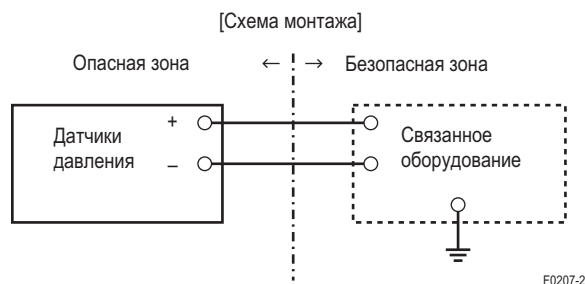 [Схема монтажа]
Опасная зона ← → Безопасная зона
Датчики
давления
+
–
Связанное
оборудование
F0207-2